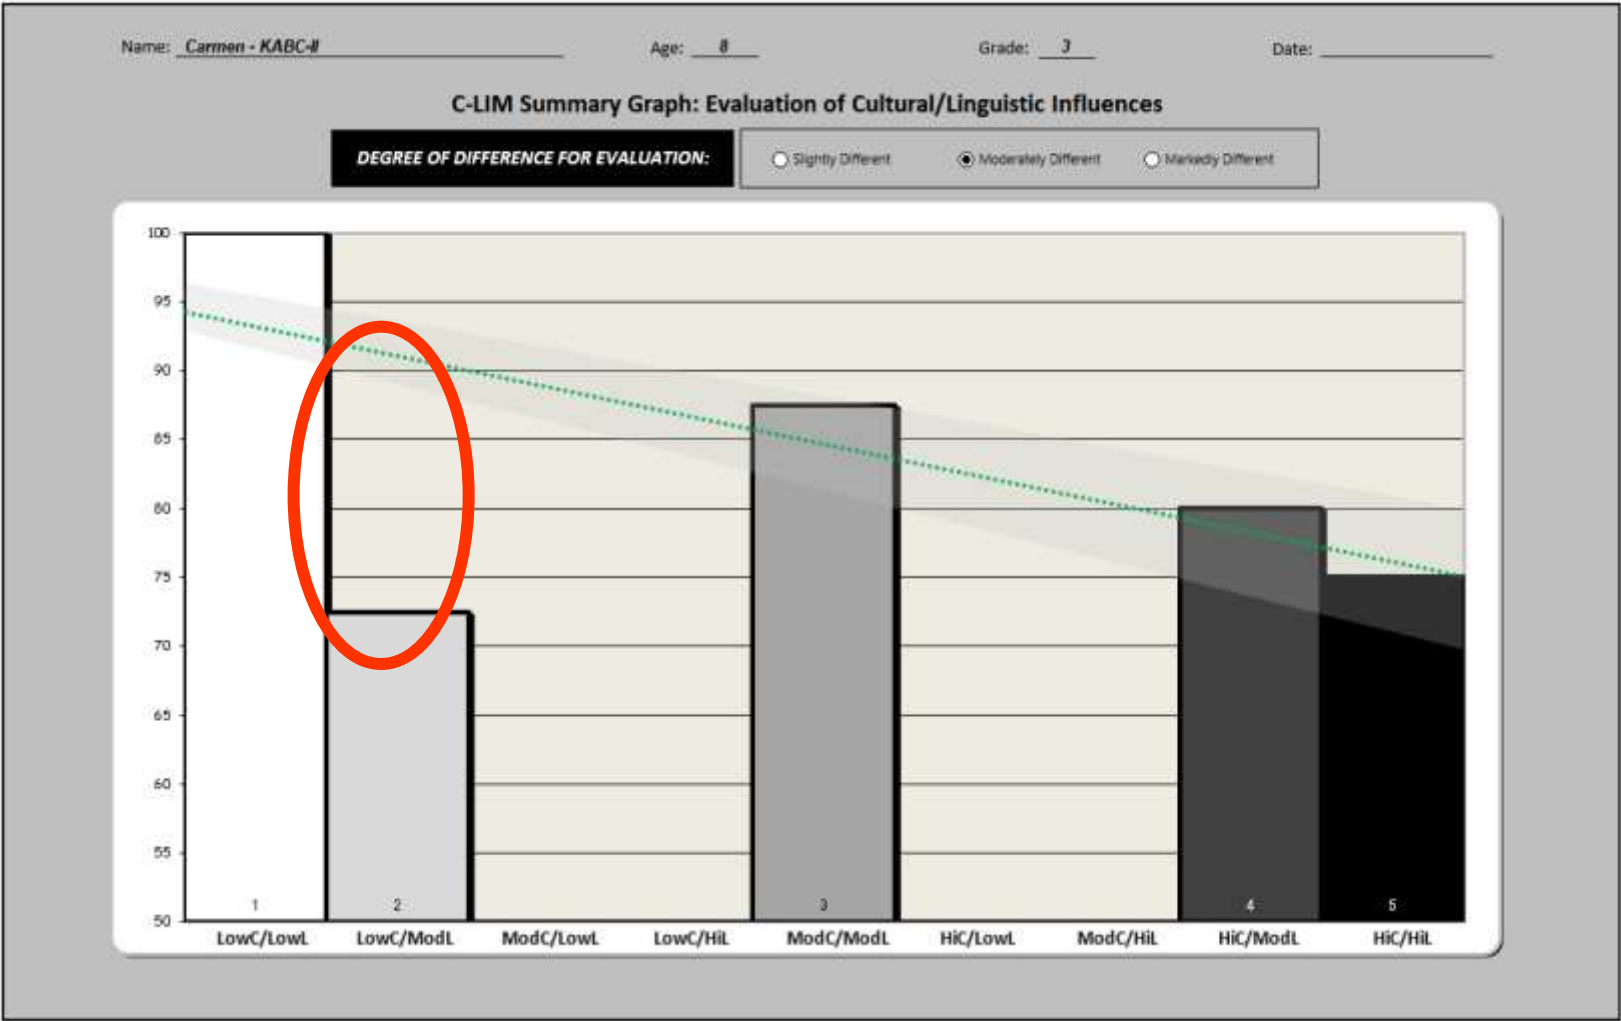 Name: Carmen - KABC-II Age: 8 Grade: 3 Date:
C-LIM Summary Graph: Evaluation of Cultural/Linguistic Influences
DEGREE OF DIFFERENCE FOR EVALUATION: Slightly Different Moderately Different Markedly Different
100
95
90
85
80
75
70
65
60
55
50
1 2 3 4 5
LowC/LowL LowC/ModL ModC/LowL LowC/HiL ModC/ModL HiC/LowL ModC/HiL HiC/ModL HiC/HiL